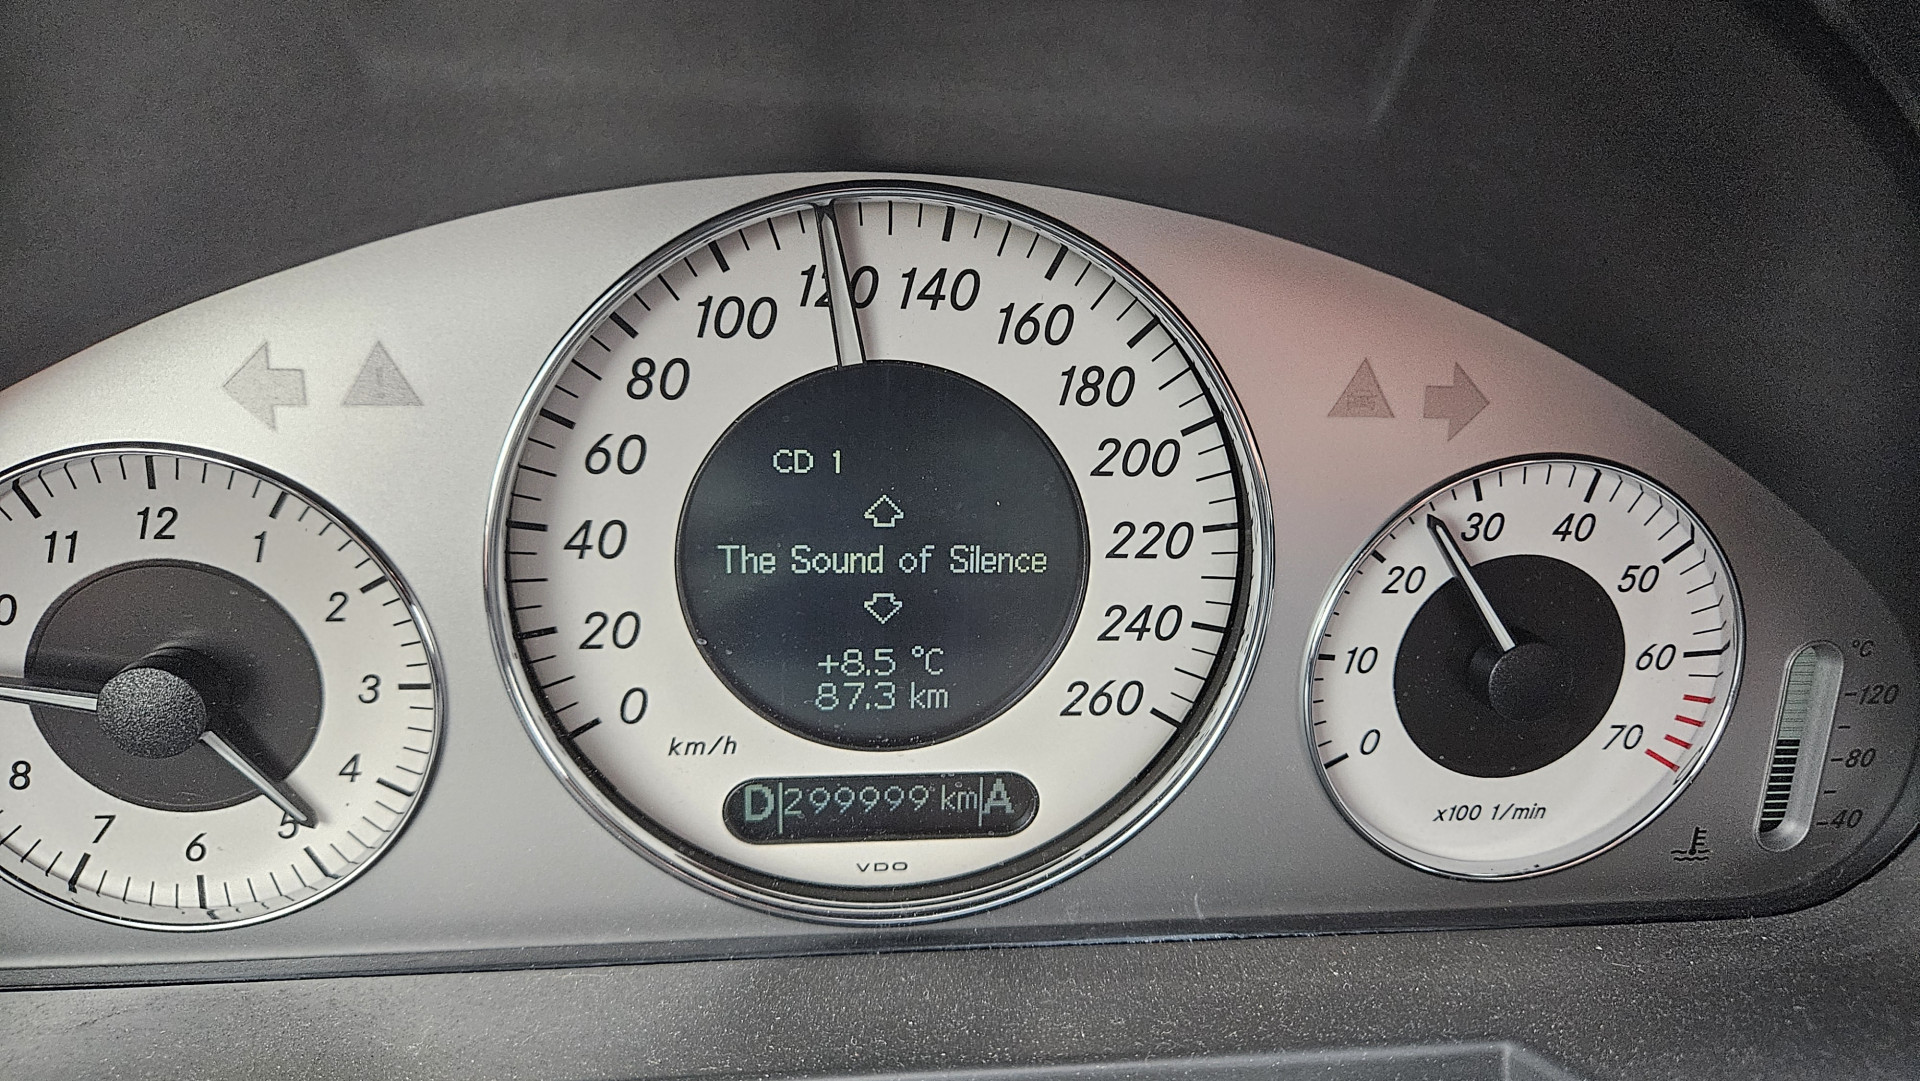 11 12 1 2 3 4 5 6 7 8
0 20 40 60 80 100 120 140 160 180 200 220 240 260
km/h
CD 1
The Sound of Silence
+8.5 °C
87.3 km
D 299999 km A
VDO
0 10 20 30 40 50 60 70
x100 1/min
°C
120
80
40